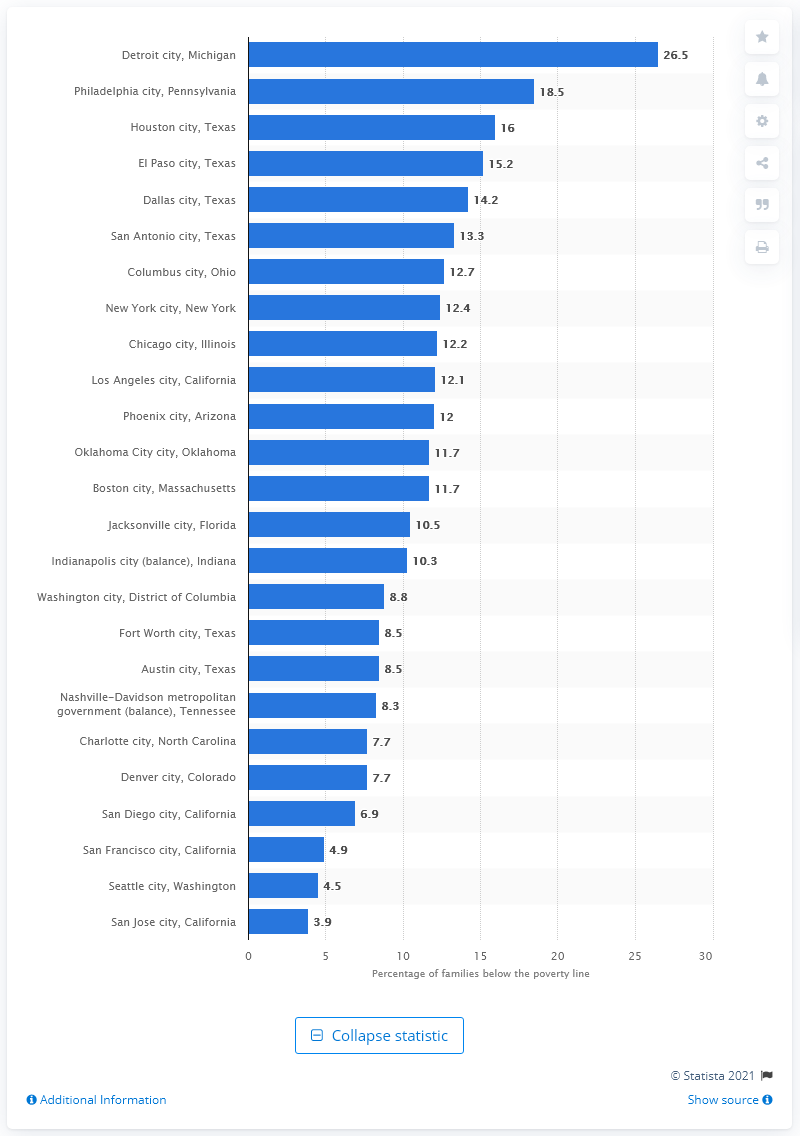 Detroit city, Michigan 26.5
Philadelphia city, Pennsylvania 18.5
Houston city, Texas 16
El Paso city, Texas 15.2
Dallas city, Texas 14.2
San Antonio city, Texas 13.3
Columbus city, Ohio 12.7
New York city, New York 12.4
Chicago city, Illinois 12.2
Los Angeles city, California 12.1
Phoenix city, Arizona 12
Oklahoma City city, Oklahoma 11.7
Boston city, Massachusetts 11.7
Jacksonville city, Florida 10.5
Indianapolis city (balance), Indiana 10.3
Washington city, District of Columbia 8.8
Fort Worth city, Texas 8.5
Austin city, Texas 8.5
Nashville-Davidson metropolitan
government (balance), Tennessee 8.3
Charlotte city, North Carolina 7.7
Denver city, Colorado 7.7
San Diego city, California 6.9
San Francisco city, California 4.9
Seattle city, Washington 4.5
San Jose city, California 3.9
0 5 10 15 20 25 30
Percentage of families below the poverty line
Collapse statistic
© Statista 2021
Additional Information Show source